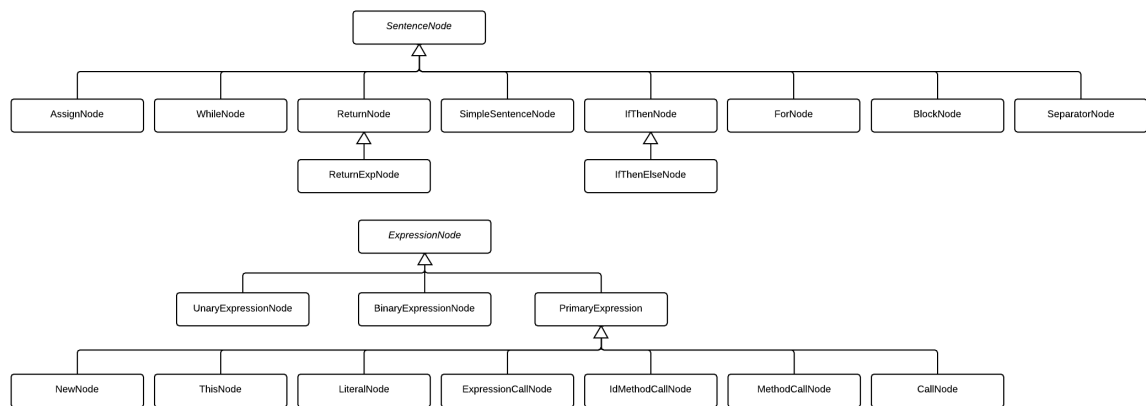 SentenceNode
AssignNode WhileNode ReturnNode SimpleSentenceNode IfThenNode ForNode BlockNode SeparatorNode
ReturnExpNode IfThenElseNode
ExpressionNode
UnaryExpressionNode BinaryExpressionNode PrimaryExpression
NewNode ThisNode LiteralNode ExpressionCallNode IdMethodCallNode MethodCallNode CallNode